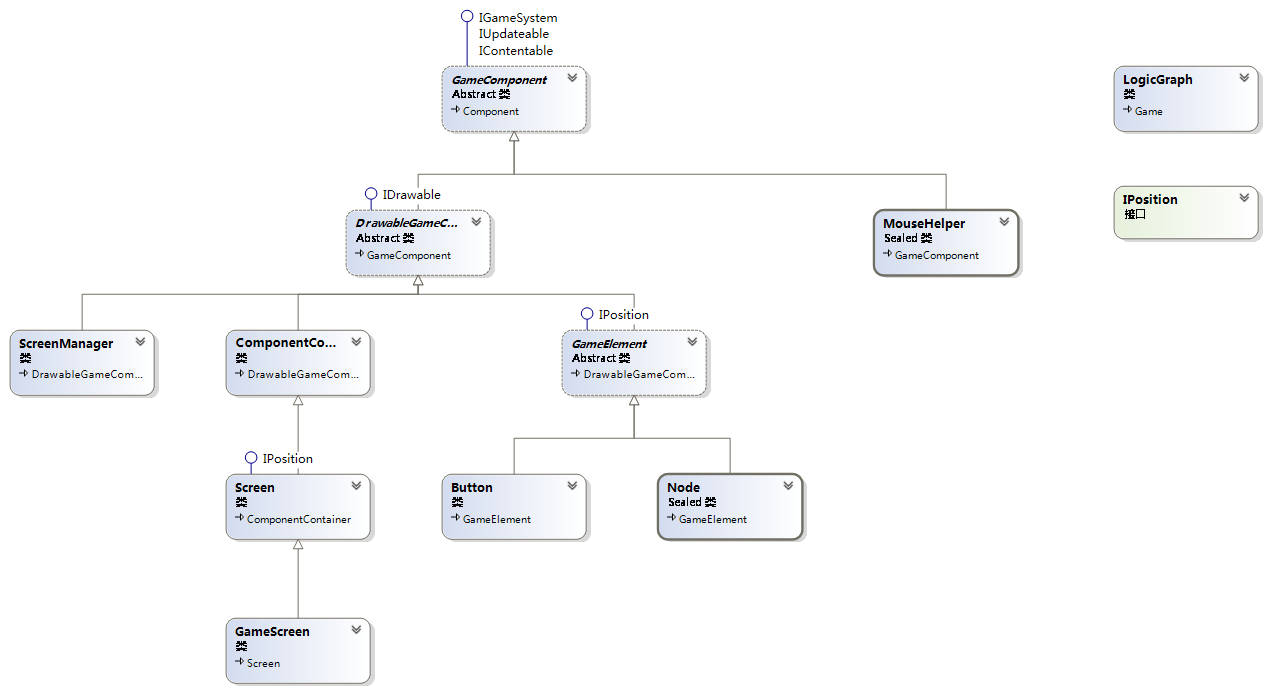 IGameSystem
IUpdateable
IContentable
GameComponent
Abstract 类
Component
LogicGraph
类
Game
IDrawable
DrawableGameC...
Abstract 类
GameComponent
MouseHelper
Sealed 类
GameComponent
IPosition
接口
ScreenManager
类
DrawableGameCom...
ComponentCo...
类
DrawableGameCom...
IPosition
GameElement
Abstract 类
DrawableGameCom...
IPosition
Screen
类
ComponentContainer
Button
类
GameElement
Node
Sealed 类
GameElement
GameScreen
类
Screen